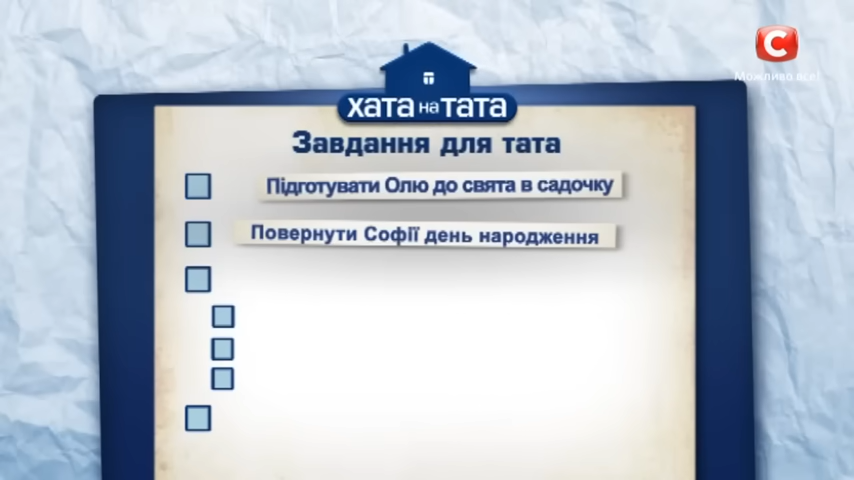 С
Можливо все!
ХАТА на ТАТА
Завдання для тата
Підготувати Олю до свята в садочку
Повернути Софії день народження